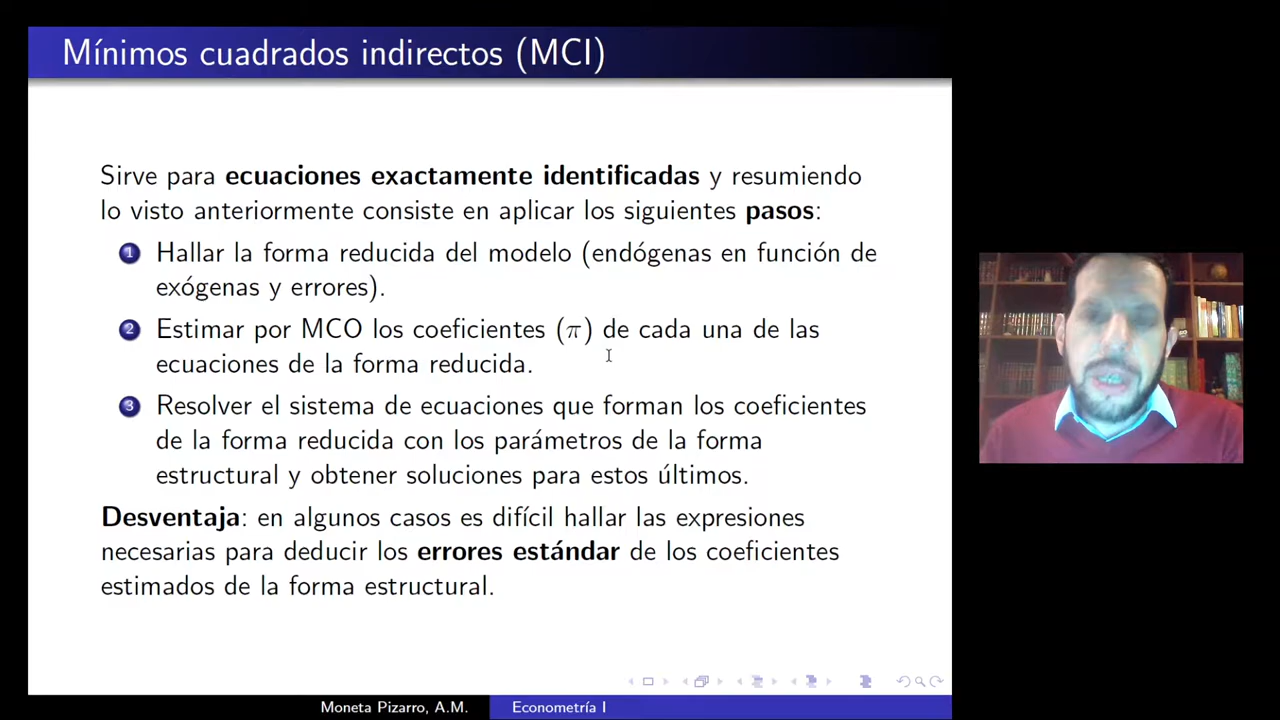 Mínimos cuadrados indirectos (MCI)
Sirve para ecuaciones exactamente identificadas y resumiendo
lo visto anteriormente consiste en aplicar los siguientes pasos:
1 Hallar la forma reducida del modelo (endógenas en función de
exógenas y errores).
2 Estimar por MCO los coeficientes (π) de cada una de las
ecuaciones de la forma reducida.
3 Resolver el sistema de ecuaciones que forman los coeficientes
de la forma reducida con los parámetros de la forma
estructural y obtener soluciones para estos últimos.
Desventaja: en algunos casos es difícil hallar las expresiones
necesarias para deducir los errores estándar de los coeficientes
estimados de la forma estructural.
Moneta Pizarro, A.M. Econometría I